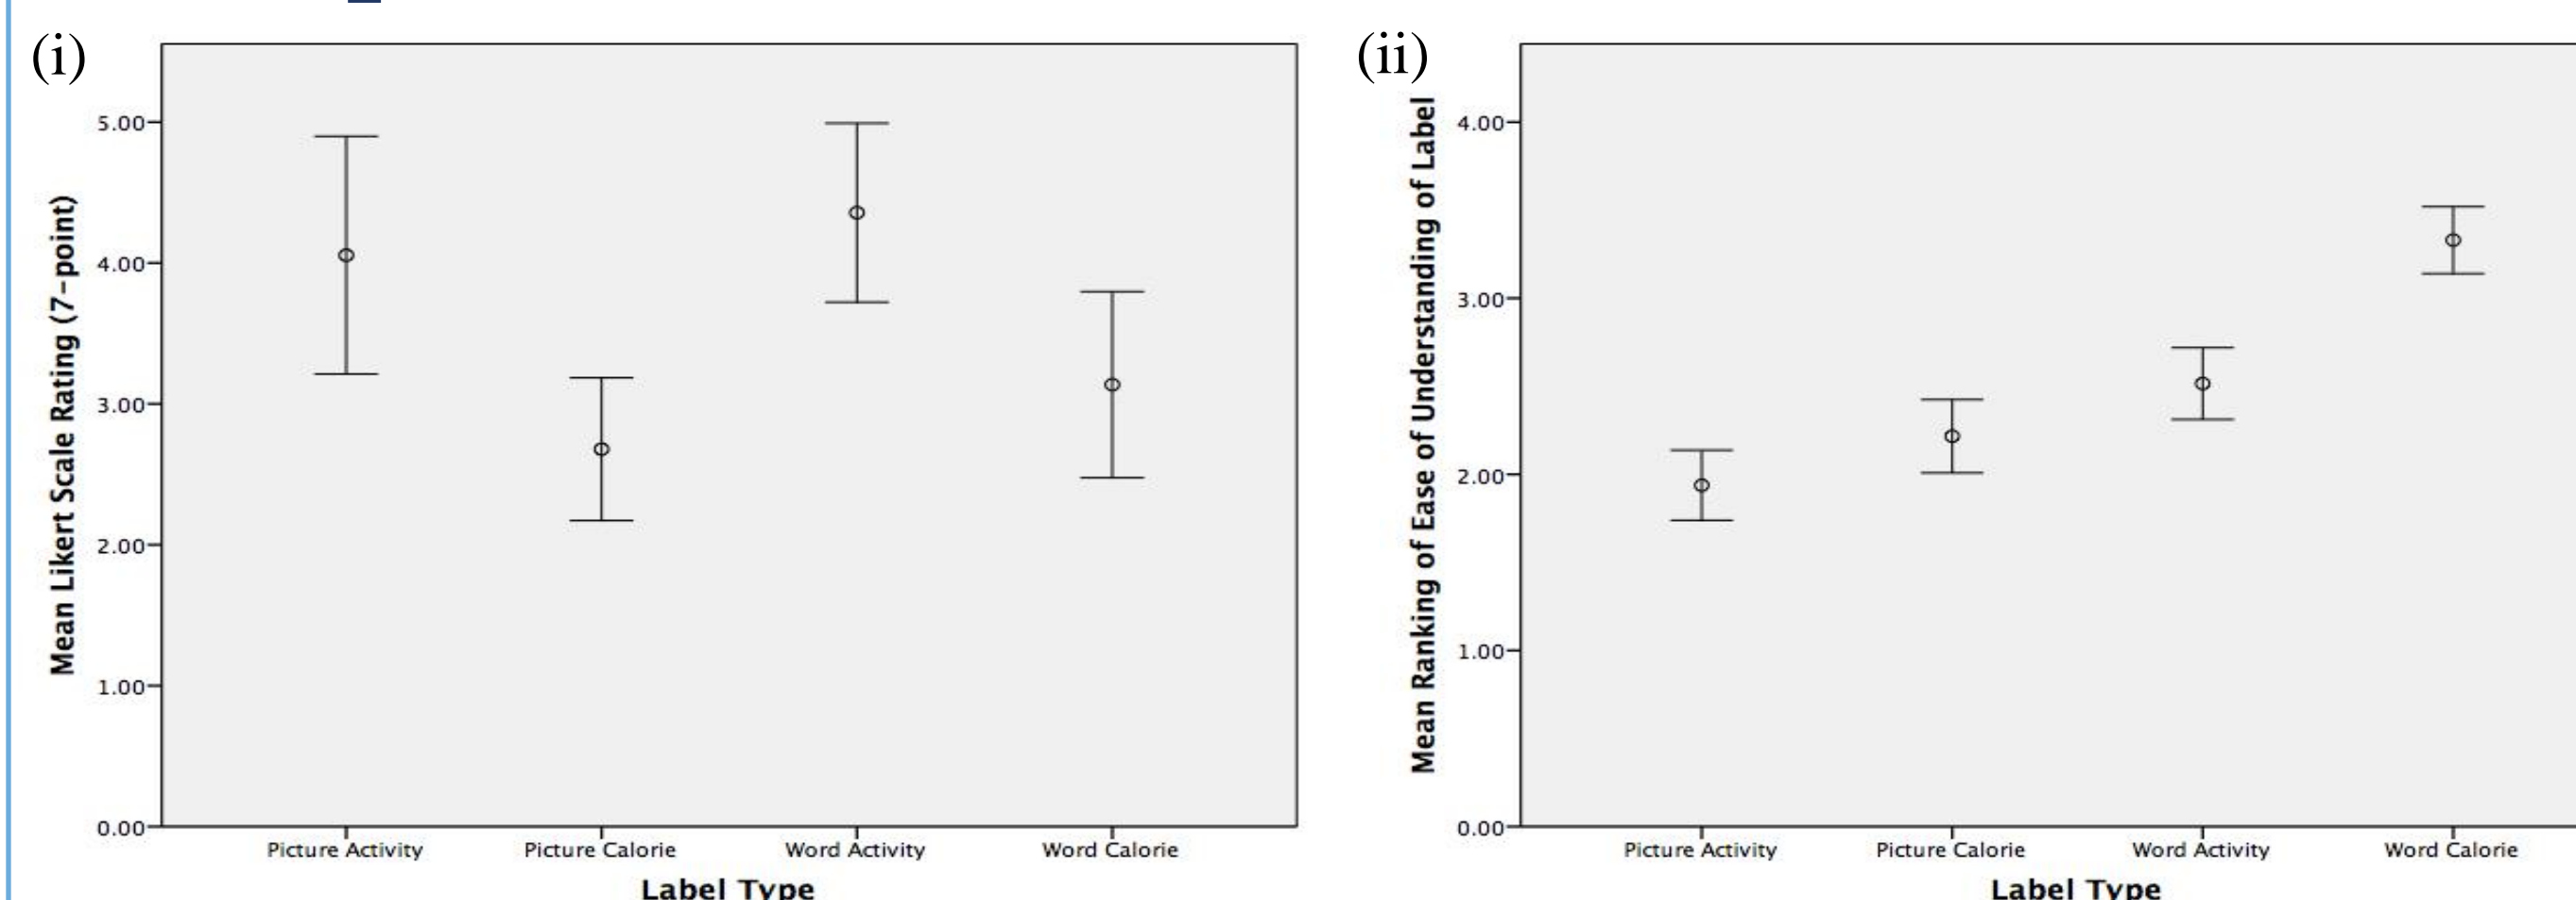 (i)
Mean Likert Scale Rating (7-point)
5.00
4.00
3.00
2.00
1.00
0.00
Picture Activity
Picture Calorie
Word Activity
Word Calorie
Label Type
(ii)
Mean Ranking of Ease of Understanding of Label
4.00
3.00
2.00
1.00
0.00
Picture Activity
Picture Calorie
Word Activity
Word Calorie
Label Type